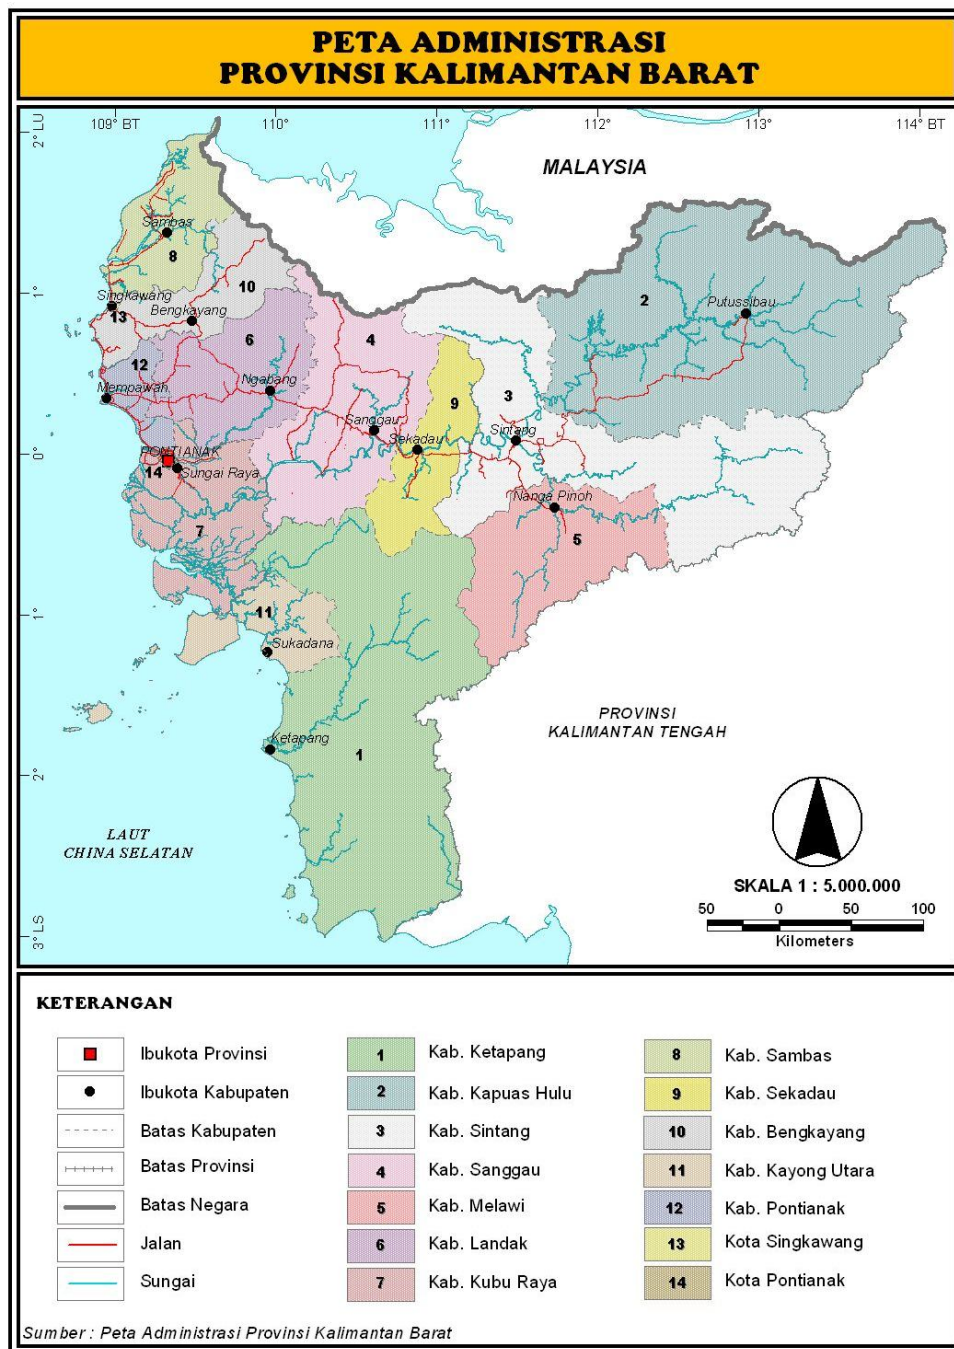 PETA ADMINISTRASI
PROVINSI KALIMANTAN BARAT
109° BT
110°
111°
112°
113°
114° BT
2° LU
1°
0°
1°
2°
3° LS
MALAYSIA
Sambas
8
10
Singkawang
13
Bengkayang
2
Putussibau
6
4
12
Mempawah
Ngabang
9
3
Sanggau
Sekadau
Sintang
PONTIANAK
14
Sungai Raya
Nanga Pinoh
7
5
11
Sukadana
Ketapang
1
PROVINSI
KALIMANTAN TENGAH
LAUT
CHINA SELATAN
SKALA 1 : 5.000.000
50 0 50 100
Kilometers
KETERANGAN
Ibukota Provinsi
Ibukota Kabupaten
Batas Kabupaten
Batas Provinsi
Batas Negara
Jalan
Sungai
1 Kab. Ketapang
2 Kab. Kapuas Hulu
3 Kab. Sintang
4 Kab. Sanggau
5 Kab. Melawi
6 Kab. Landak
7 Kab. Kubu Raya
8 Kab. Sambas
9 Kab. Sekadau
10 Kab. Bengkayang
11 Kab. Kayong Utara
12 Kab. Pontianak
13 Kota Singkawang
14 Kota Pontianak
Sumber : Peta Administrasi Provinsi Kalimantan Barat